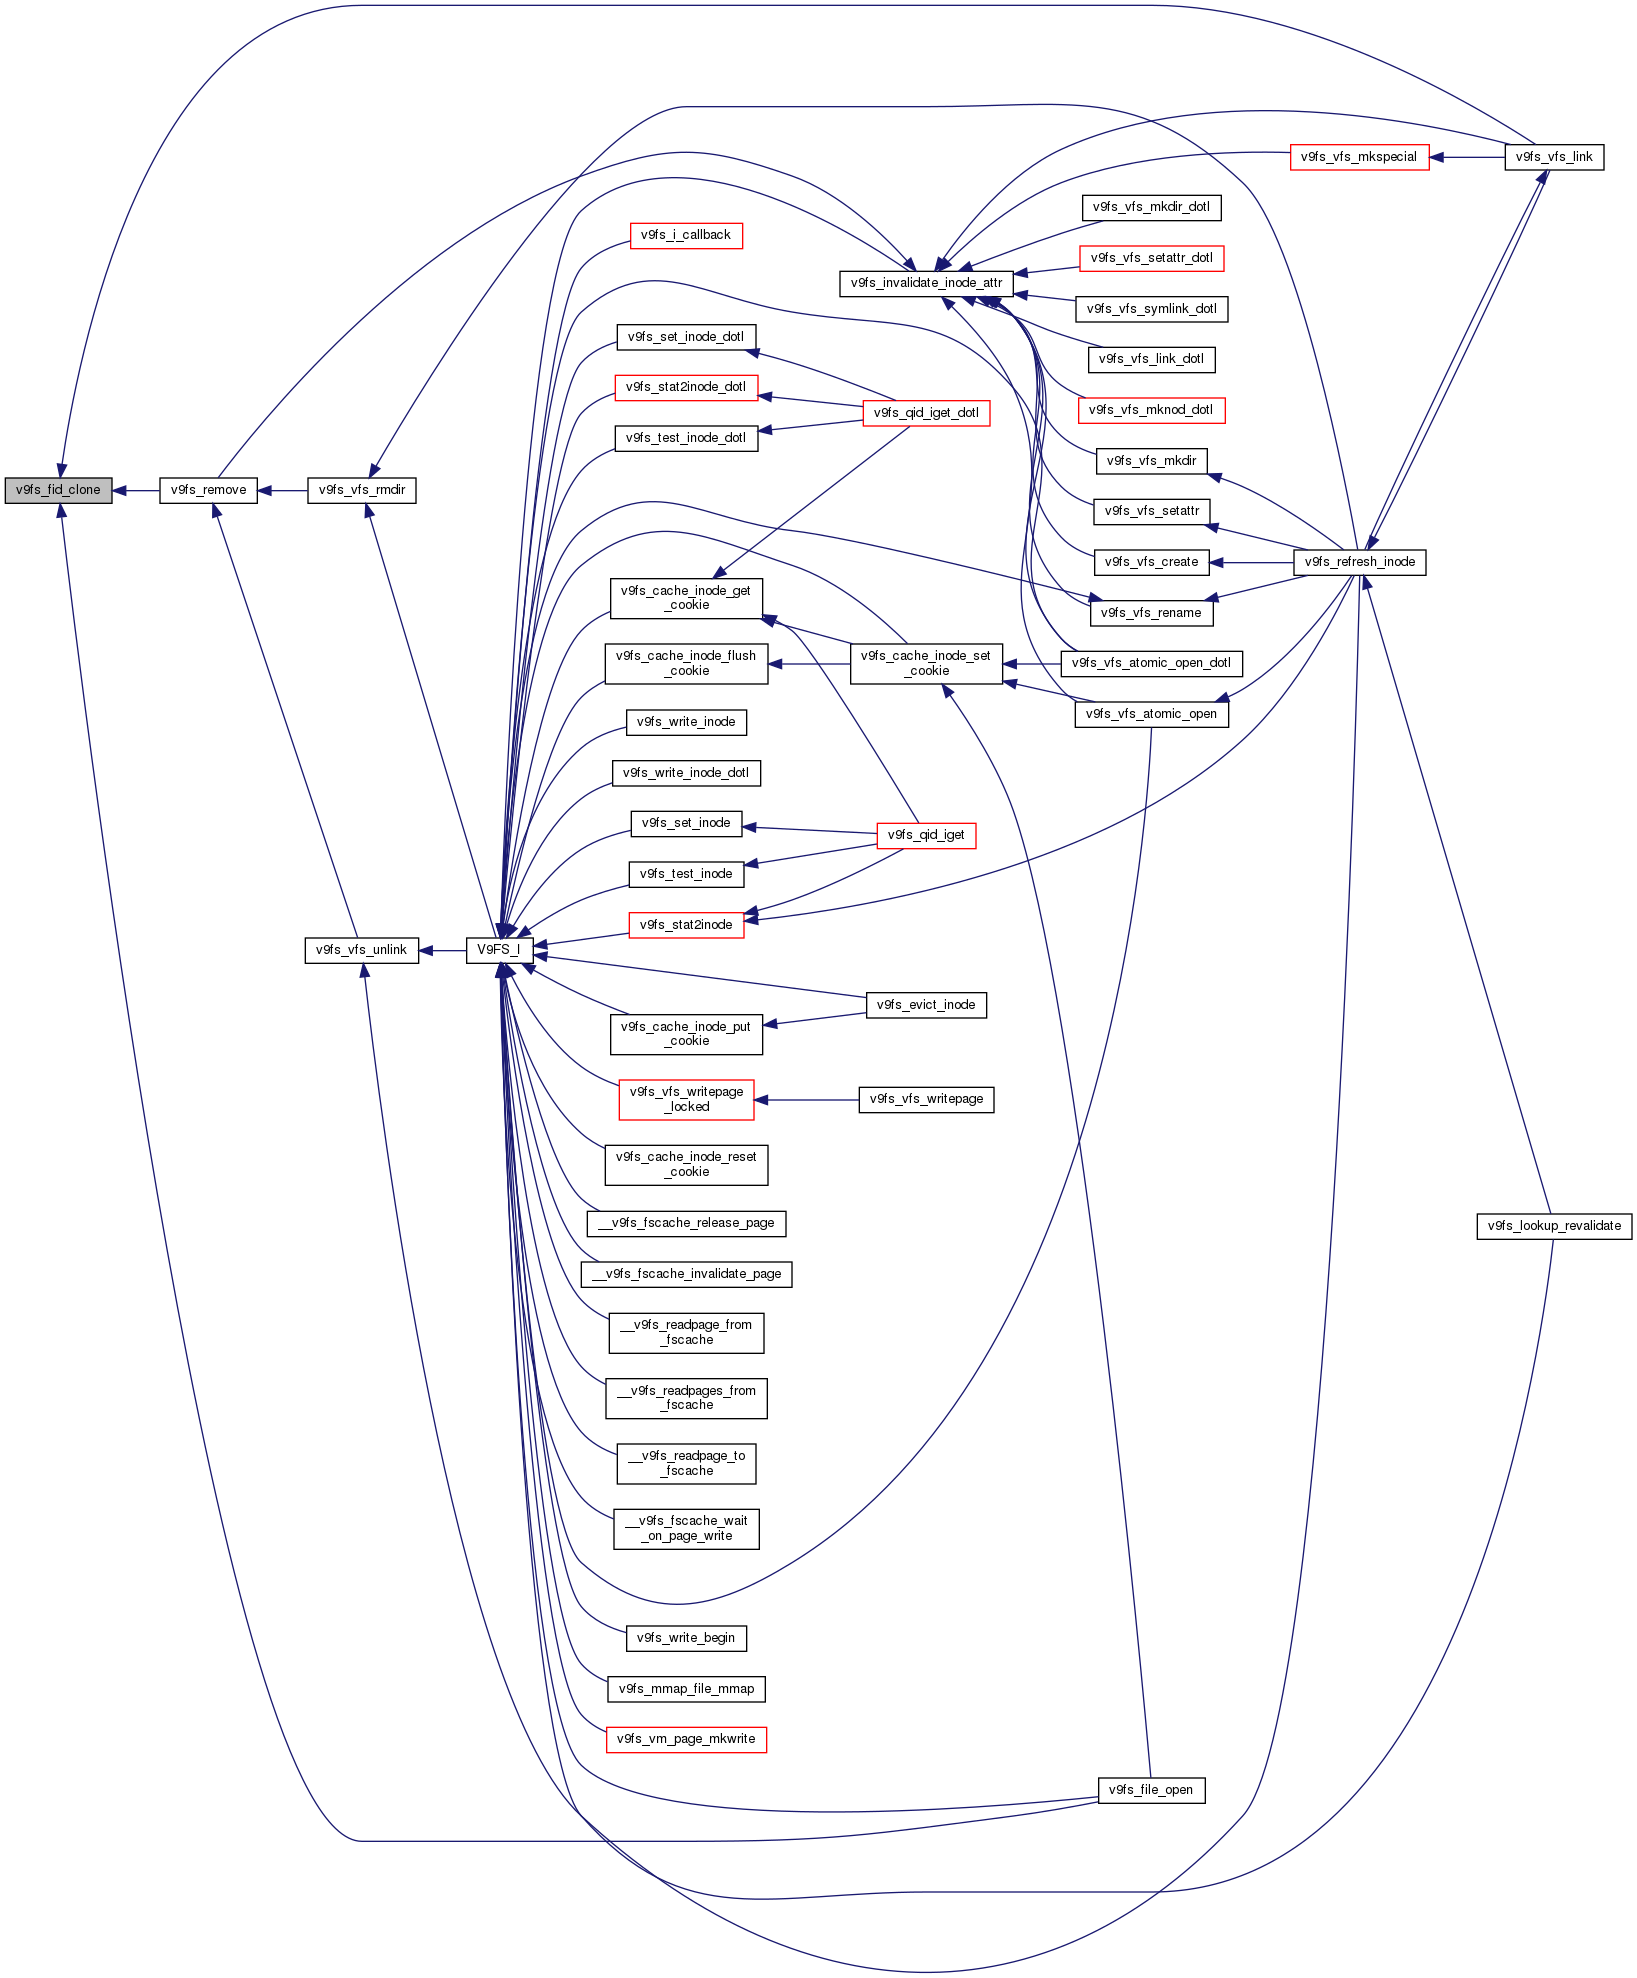 v9fs_vfs_link
v9fs_vfs_mkspecial
v9fs_vfs_mkdir_dotl
v9fs_i_callback
v9fs_vfs_setattr_dotl
v9fs_invalidate_inode_attr
v9fs_vfs_symlink_dotl
v9fs_set_inode_dotl
v9fs_vfs_link_dotl
v9fs_stat2inode_dotl
v9fs_qid_iget_dotl
v9fs_vfs_mknod_dotl
v9fs_test_inode_dotl
v9fs_vfs_mkdir
v9fs_fid_clone
v9fs_remove
v9fs_vfs_rmdir
v9fs_vfs_setattr
v9fs_vfs_create
v9fs_refresh_inode
v9fs_cache_inode_get
_cookie
v9fs_vfs_rename
v9fs_cache_inode_flush
_cookie
v9fs_cache_inode_set
_cookie
v9fs_vfs_atomic_open_dotl
v9fs_vfs_atomic_open
v9fs_write_inode
v9fs_write_inode_dotl
v9fs_set_inode
v9fs_qid_iget
v9fs_test_inode
v9fs_stat2inode
v9fs_vfs_unlink
V9FS_I
v9fs_evict_inode
v9fs_cache_inode_put
_cookie
v9fs_vfs_writepage
_locked
v9fs_vfs_writepage
v9fs_cache_inode_reset
_cookie
__v9fs_fscache_release_page
v9fs_lookup_revalidate
__v9fs_fscache_invalidate_page
__v9fs_readpage_from
_fscache
__v9fs_readpages_from
_fscache
__v9fs_readpage_to
_fscache
__v9fs_fscache_wait
_on_page_write
v9fs_write_begin
v9fs_mmap_file_mmap
v9fs_vm_page_mkwrite
v9fs_file_open